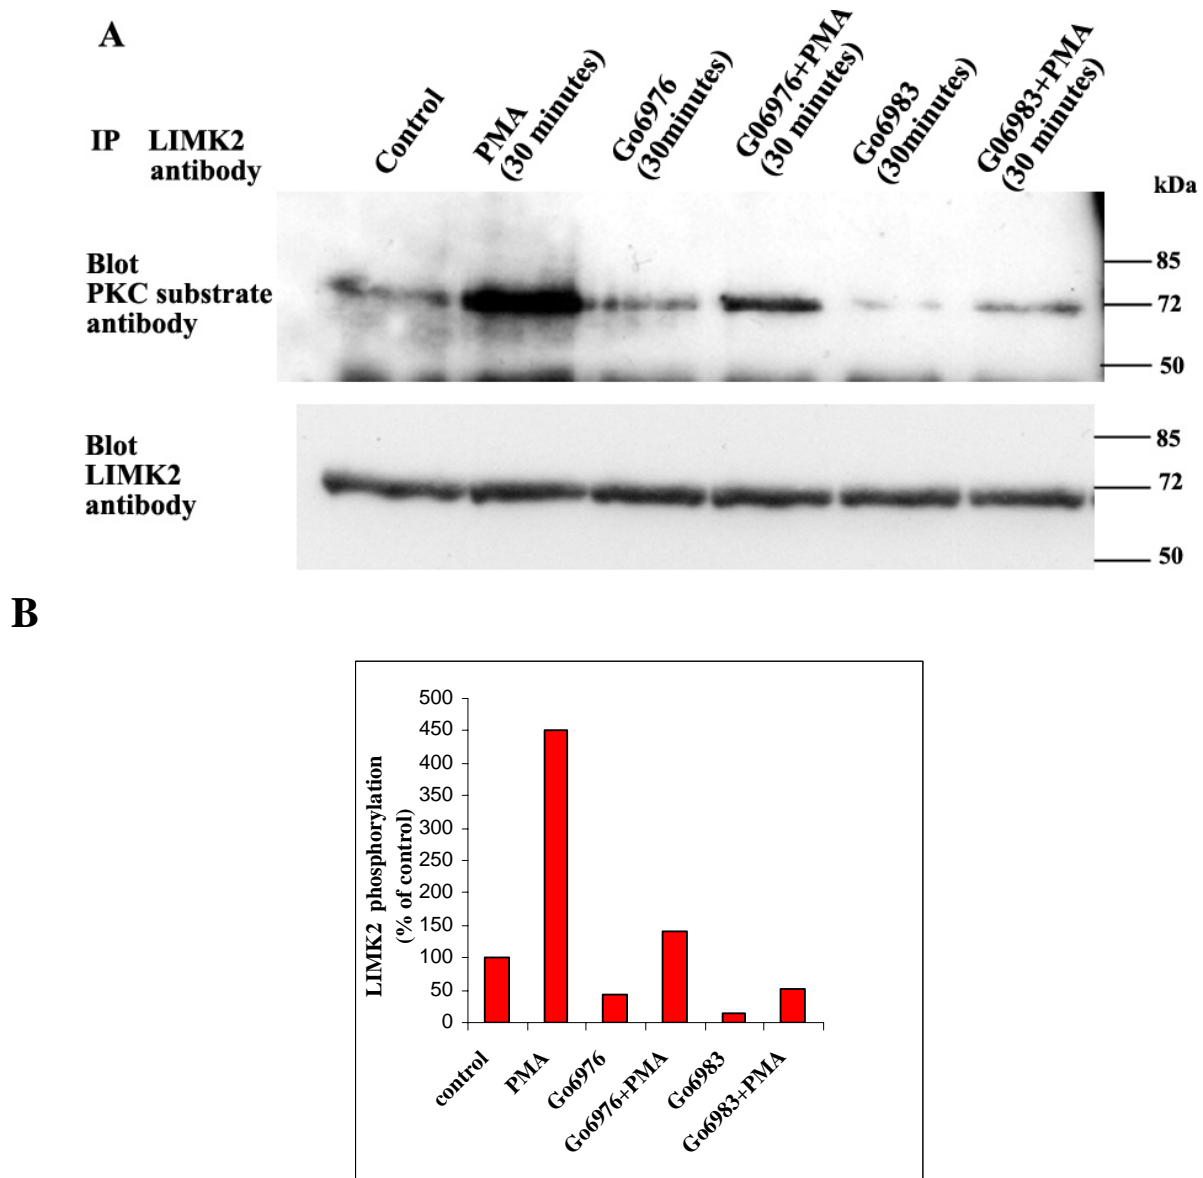 A
IP LIMK2
antibody
Control
PMA
(30 minutes)
Go6976
(30minutes)
G06976+PMA
(30 minutes)
Go6983
(30minutes)
G06983+PMA
(30 minutes)
kDa
Blot
PKC substrate
antibody
85
72
50
Blot
LIMK2
antibody
85
72
50
B
LIMK2 phosphorylation
(% of control)
500
450
400
350
300
250
200
150
100
50
0
control
PMA
Go6976
Go6976+PMA
Go6983
Go6983+PMA